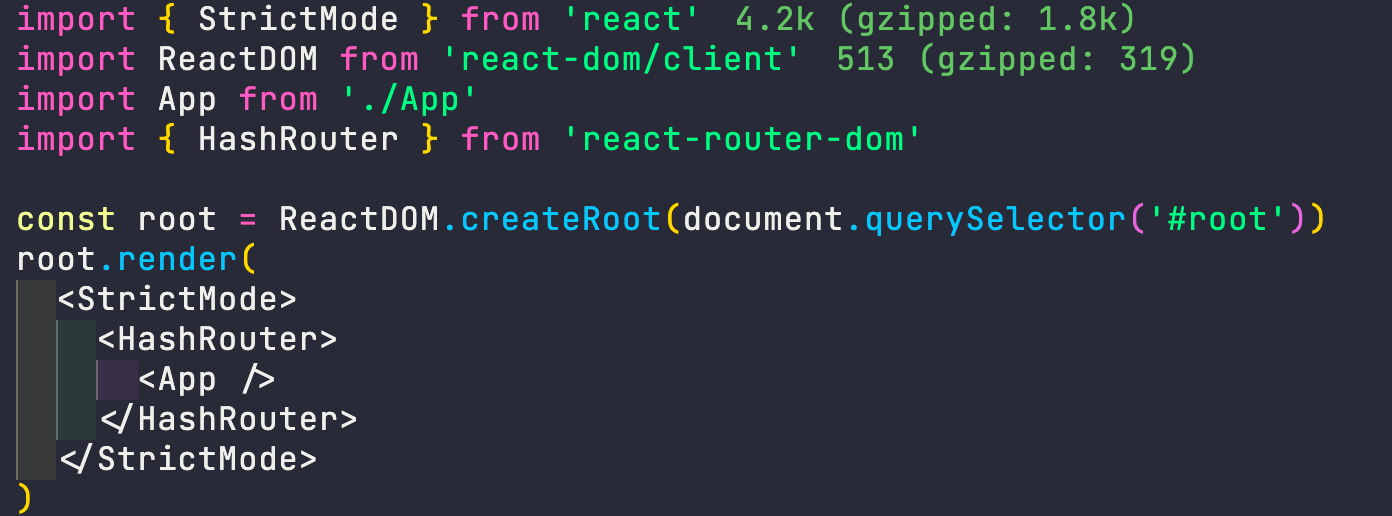 import { StrictMode } from 'react' 4.2k (gzipped: 1.8k)
import ReactDOM from 'react-dom/client' 513 (gzipped: 319)
import App from './App'
import { HashRouter } from 'react-router-dom'

const root = ReactDOM.createRoot(document.querySelector('#root'))
root.render(
  <StrictMode>
    <HashRouter>
      <App />
    </HashRouter>
  </StrictMode>
)